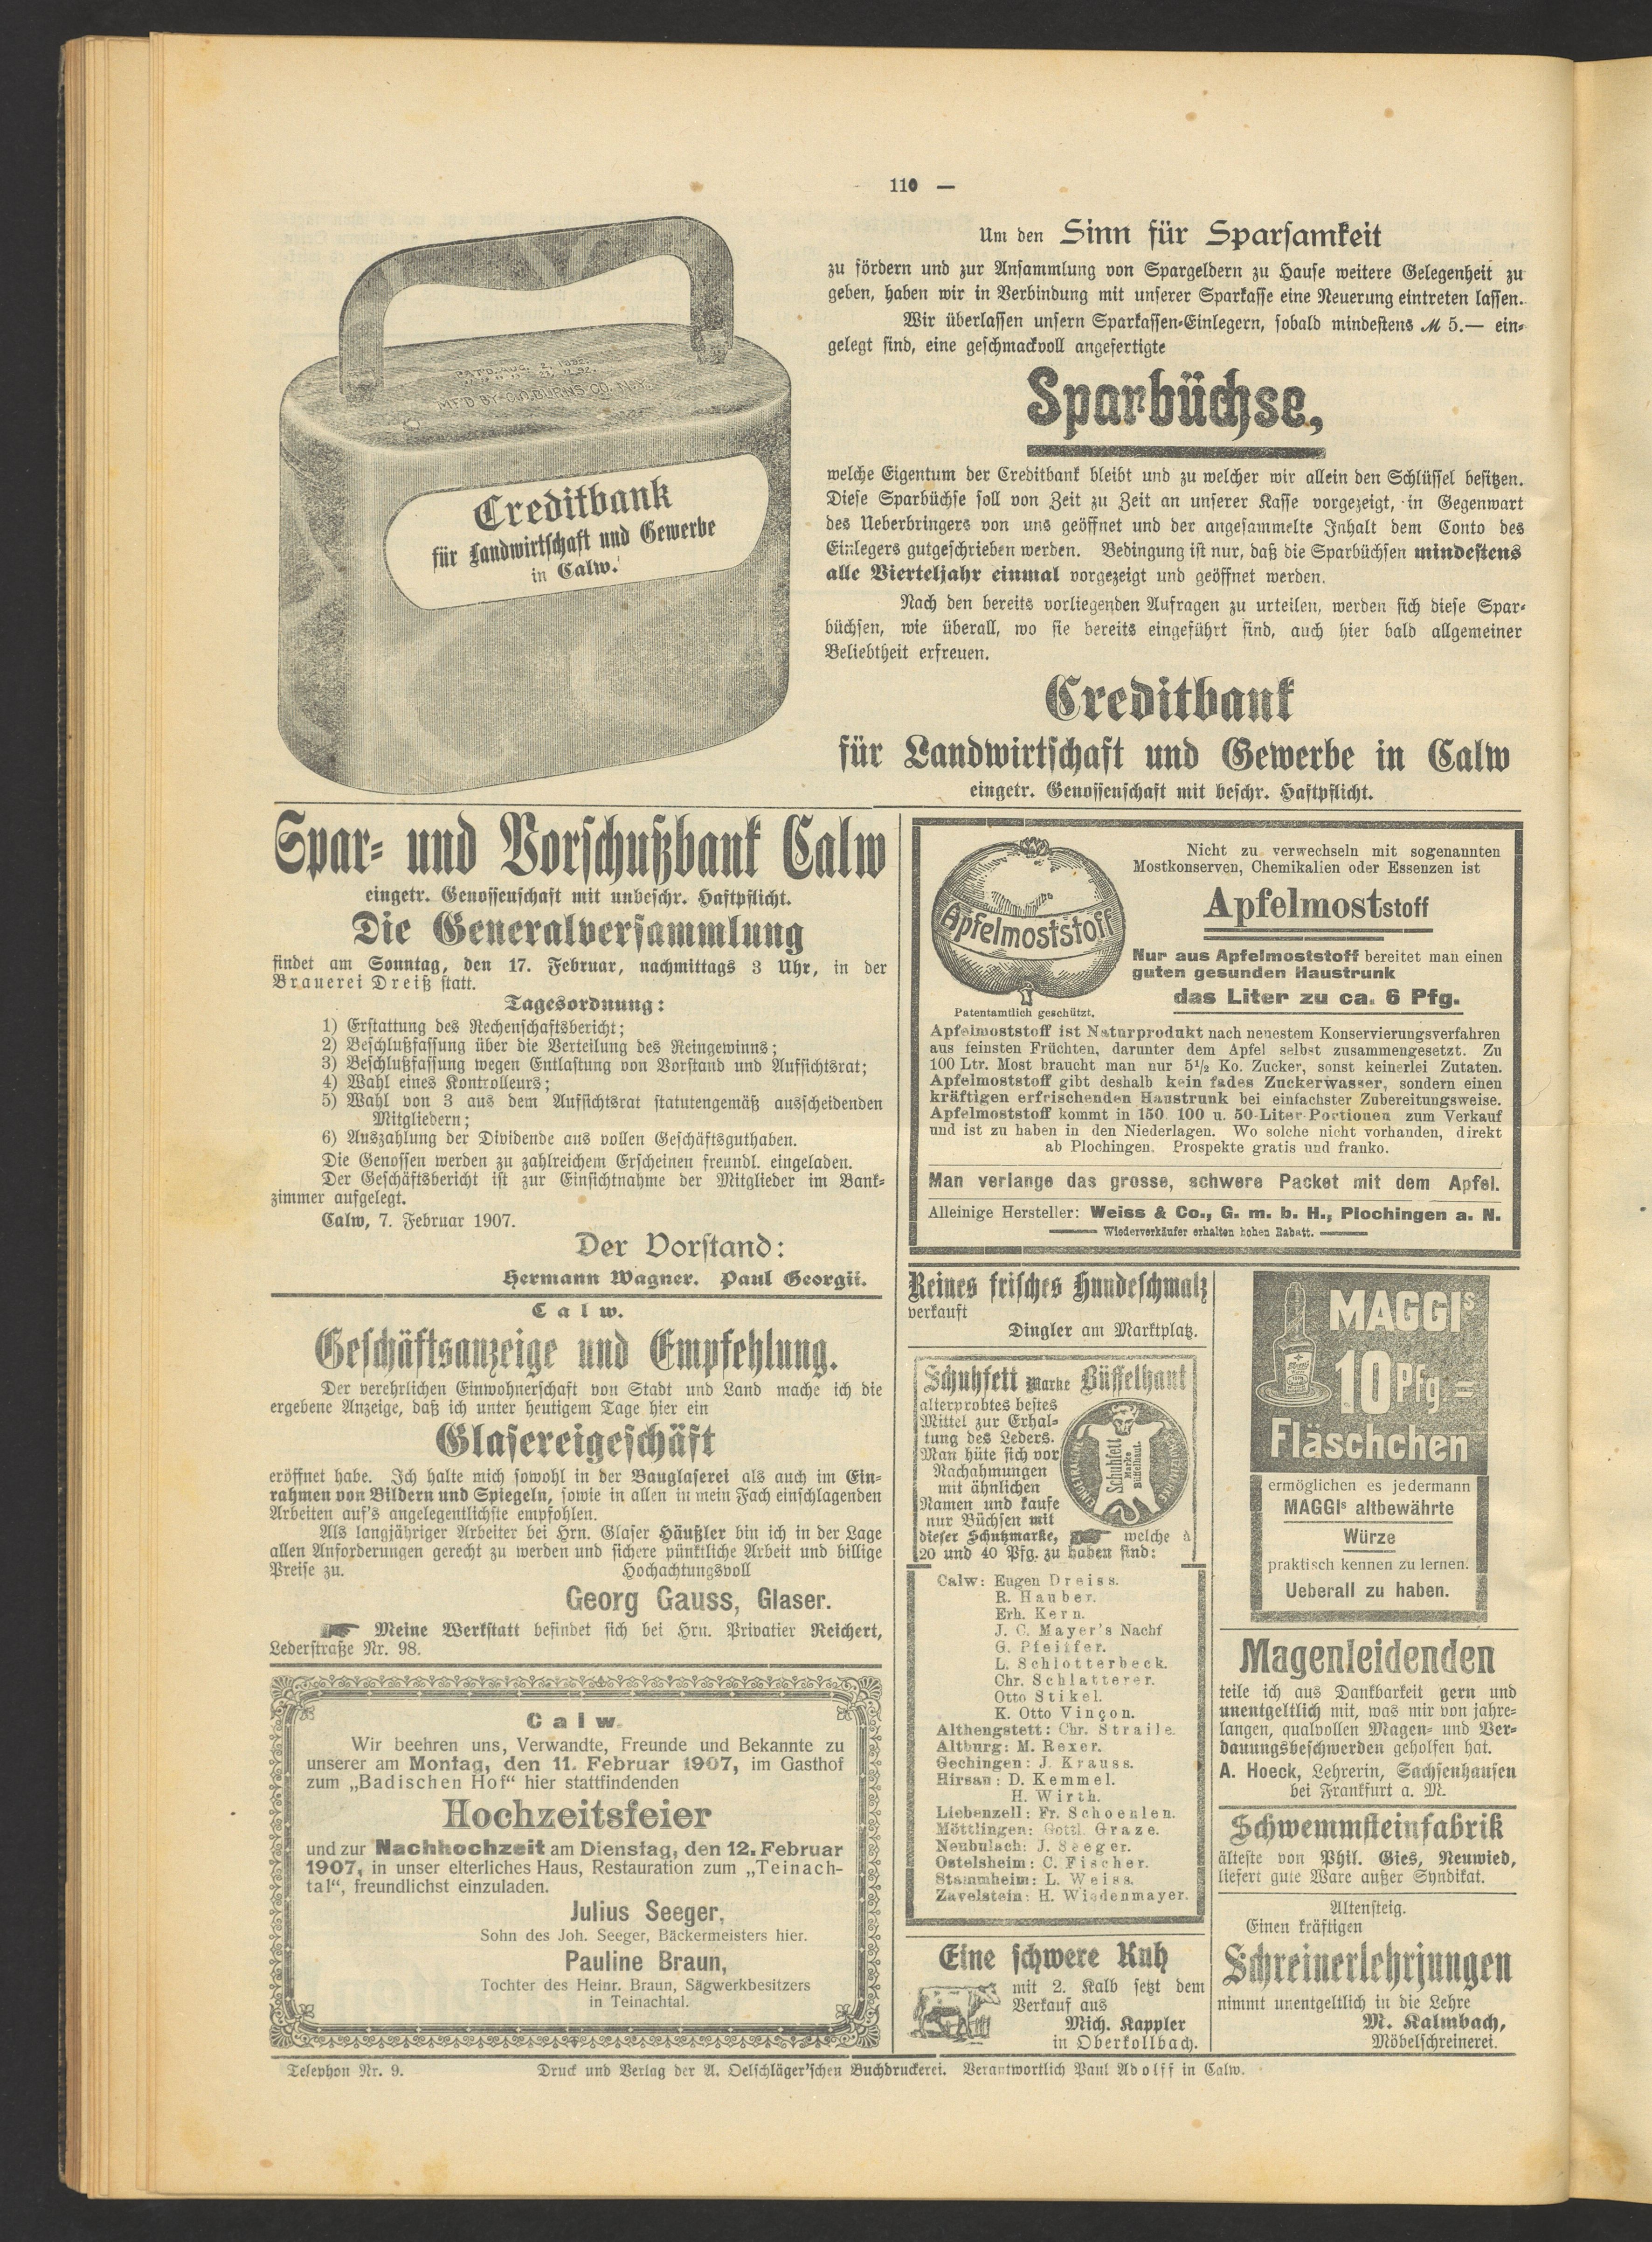 110 —
PAT'D. AUG. 2, 1892.
MF'D BY C.O. BURNS CO. N.Y.
Creditbank
für Landwirtschaft und Gewerbe
in Calw.
Um den Sinn für Sparsamkeit
zu fördern und zur Ansammlung von Spargeldern zu Hause weitere Gelegenheit zu
geben, haben wir in Verbindung mit unserer Sparkasse eine Neuerung eintreten lassen.
Wir überlassen unsern Sparkassen-Einlegern, sobald mindestens M 5.— ein-
gelegt sind, eine geschmackvoll angefertigte
Sparbüchse,
welche Eigentum der Creditbank bleibt und zu welcher wir allein den Schlüssel besitzen.
Diese Sparbüchse soll von Zeit zu Zeit an unserer Kasse vorgezeigt, in Gegenwart
des Ueberbringers von uns geöffnet und der angesammelte Inhalt dem Conto des
Einlegers gutgeschrieben werden. Bedingung ist nur, daß die Sparbüchsen mindestens
alle Vierteljahr einmal vorgezeigt und geöffnet werden.
Nach den bereits vorliegenden Aufragen zu urteilen, werden sich diese Spar-
büchsen, wie überall, wo sie bereits eingeführt sind, auch hier bald allgemeiner
Beliebtheit erfreuen.
Creditbank
für Landwirtschaft und Gewerbe in Calw
eingetr. Genossenschaft mit beschr. Haftpflicht.
Spar- und Vorschußbank Calw
eingetr. Genossenschaft mit unbeschr. Haftpflicht.
Die Generalversammlung
findet am Sonntag, den 17. Februar, nachmittags 3 Uhr, in der
Brauerei Dreiß statt.
Tagesordnung:
1) Erstattung des Rechenschaftsbericht;
2) Beschlußfassung über die Verteilung des Reingewinns;
3) Beschlußfassung wegen Entlastung von Vorstand und Aufsichtsrat;
4) Wahl eines Kontrolleurs;
5) Wahl von 3 aus dem Aufsichtsrat statutengemäß ausscheidenden
Mitgliedern;
6) Auszahlung der Dividende aus vollen Geschäftsguthaben.
Die Genossen werden zu zahlreichem Erscheinen freundl. eingeladen.
Der Geschäftsbericht ist zur Einsichtnahme der Mitglieder im Bank-
zimmer aufgelegt.
Calw, 7. Februar 1907.
Der Vorstand:
Hermann Wagner. Paul Georgii.
Calw.
Geschäftsanzeige und Empfehlung.
Der verehrlichen Einwohnerschaft von Stadt und Land mache ich die
ergebene Anzeige, daß ich unter heutigem Tage hier ein
Glasereigeschäft
eröffnet habe. Ich halte mich sowohl in der Bauglaserei als auch im Ein-
rahmen von Bildern und Spiegeln, sowie in allen in mein Fach einschlagenden
Arbeiten auf's angelegentlichste empfohlen.
Als langjähriger Arbeiter bei Hrn. Glaser Häußler bin ich in der Lage
allen Anforderungen gerecht zu werden und sichere pünktliche Arbeit und billige
Preise zu. Hochachtungsvoll
Georg Gauss, Glaser.
Meine Werkstatt befindet sich bei Hrn. Privatier Reichert,
Lederstraße Nr. 98.
Calw.
Wir beehren uns, Verwandte, Freunde und Bekannte zu
unserer am Montag, den 11. Februar 1907, im Gasthof
zum „Badischen Hof“ hier stattfindenden
Hochzeitsfeier
und zur Nachhochzeit am Dienstag, den 12. Februar
1907, in unser elterliches Haus, Restauration zum „Teinach-
tal“, freundlichst einzuladen.
Julius Seeger,
Sohn des Joh. Seeger, Bäckermeisters hier.
Pauline Braun,
Tochter des Heinr. Braun, Sägwerkbesitzers
in Teinachtal.
Apfelmoststoff
Patentamtlich geschützt.
Nicht zu verwechseln mit sogenannten
Mostkonserven, Chemikalien oder Essenzen ist
Apfelmoststoff
Nur aus Apfelmoststoff bereitet man einen
guten gesunden Haustrunk
das Liter zu ca. 6 Pfg.
Apfelmoststoff ist Naturprodukt nach neuestem Konservierungsverfahren
aus feinsten Früchten, darunter dem Apfel selbst zusammengesetzt. Zu
100 Ltr. Most braucht man nur 5½ Ko. Zucker, sonst keinerlei Zutaten.
Apfelmoststoff gibt deshalb kein fades Zuckerwasser, sondern einen
kräftigen erfrischenden Haustrunk bei einfachster Zubereitungsweise.
Apfelmoststoff kommt in 150, 100 u. 50-Liter-Portionen zum Verkauf
und ist zu haben in den Niederlagen. Wo solche nicht vorhanden, direkt
ab Plochingen. Prospekte gratis und franko.
Man verlange das grosse, schwere Packet mit dem Apfel.
Alleinige Hersteller: Weiss & Co., G. m. b. H., Plochingen a. N.
Wiederverkäufer erhalten hohen Rabatt.
Reines frisches Hundeschmalz
verkauft
Dingler am Marktplatz.
Schuhfett Marke Büffelhaut
alterprobtes bestes
Mittel zur Erhal-
tung des Leders.
Man hüte sich vor
Nachahmungen
mit ähnlichen
Namen und kaufe
nur Büchsen mit
dieser Schutzmarke, welche à
20 und 40 Pfg. zu haben sind:
EINGETRAGENE
SCHUTZMARKE
Schuhfett
Marke
Büffelhaut.
Calw: Eugen Dreiss.
R. Hauber.
Erh. Kern.
J. C. Mayer's Nachf
G. Pfeiffer.
L. Schlotterbeck.
Chr. Schlatterer.
Otto Stikel.
K. Otto Vinçon.
Althengstett: Chr. Straile.
Altburg: M. Rexer.
Gechingen: J. Krauss.
Hirsau: D. Kemmel.
H. Wirth.
Liebenzell: Fr. Schoenlen.
Möttlingen: Gottl. Graze.
Neubulach: J. Seeger.
Ostelsheim: C. Fischer.
Stammheim: L. Weiss.
Zavelstein: H. Wiedenmayer.
Eine schwere Kuh
mit 2. Kalb setzt dem
Verkauf aus
Mich. Kappler
in Oberkollbach.
MAGGIs
10 Pfg =
Fläschchen
ermöglichen es jedermann
MAGGIs altbewährte
Würze
praktisch kennen zu lernen.
Ueberall zu haben.
Magenleidenden
teile ich aus Dankbarkeit gern und
unentgeltlich mit, was mir von jahre-
langen, qualvollen Magen- und Ver-
dauungsbeschwerden geholfen hat.
A. Hoeck, Lehrerin, Sachsenhausen
bei Frankfurt a. M.
Schwemmsteinfabrik
älteste von Phil. Gies, Neuwied,
liefert gute Ware außer Syndikat.
Altensteig.
Einen kräftigen
Schreinerlehrjungen
nimmt unentgeltlich in die Lehre
M. Kalmbach,
Möbelschreinerei.
Telephon Nr. 9. Druck und Verlag der A. Oelschläger'schen Buchdruckerei. Verantwortlich Paul Adolff in Calw.